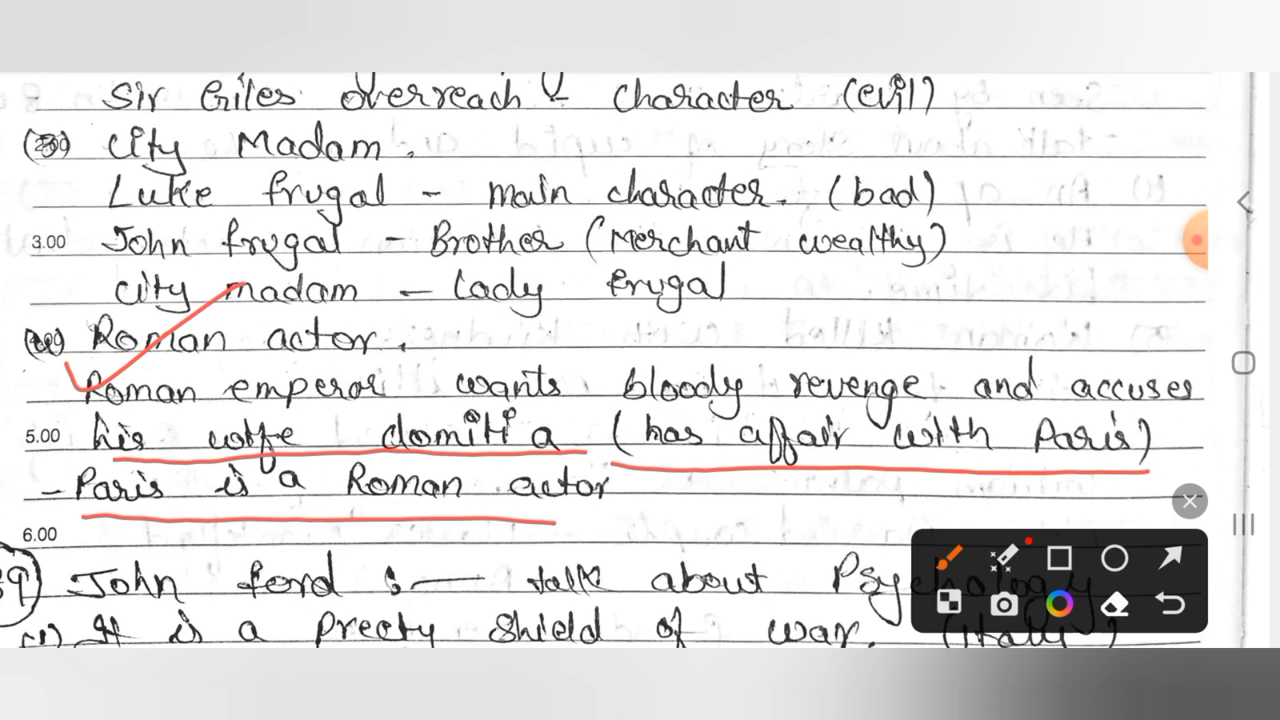 Sir Giles overreach - character (evil)
City Madam.
Luke frugal - main character. (bad)
3.00 John frugal - Brother (Merchant wealthy)
city madam - Lady frugal
Roman actor.
Roman emperor wants bloody revenge and accuses
5.00 his wife domitia (has affair with Paris)
- Paris is a Roman actor
6.00
John ford :- talk about Psychology
(1) It is a preety shield of war. (Italy)